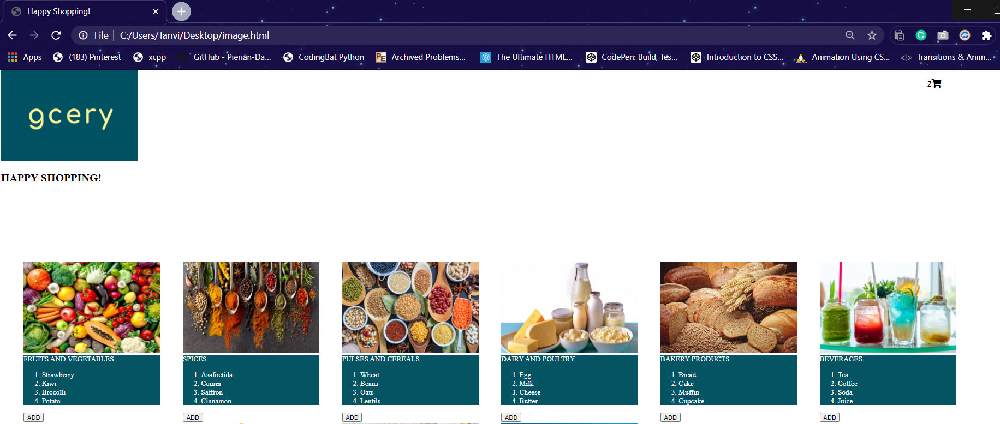 Happy Shopping!
File | C:/Users/Tanvi/Desktop/image.html
Apps (183) Pinterest xcpp GitHub - Pierian-Da... CodingBat Python Archived Problems... The Ultimate HTML... CodePen: Build, Tes... Introduction to CSS... Animation Using CS... Transitions & Anim...
2
gcery
HAPPY SHOPPING!
FRUITS AND VEGETABLES
1. Strawberry
2. Kiwi
3. Brocolli
4. Potato
ADD
SPICES
1. Asafoetida
2. Cumin
3. Saffron
4. Cinnamon
ADD
PULSES AND CEREALS
1. Wheat
2. Beans
3. Oats
4. Lentils
ADD
DAIRY AND POULTRY
1. Egg
2. Milk
3. Cheese
4. Butter
ADD
BAKERY PRODUCTS
1. Bread
2. Cake
3. Muffin
4. Cupcake
ADD
BEVERAGES
1. Tea
2. Coffee
3. Soda
4. Juice
ADD